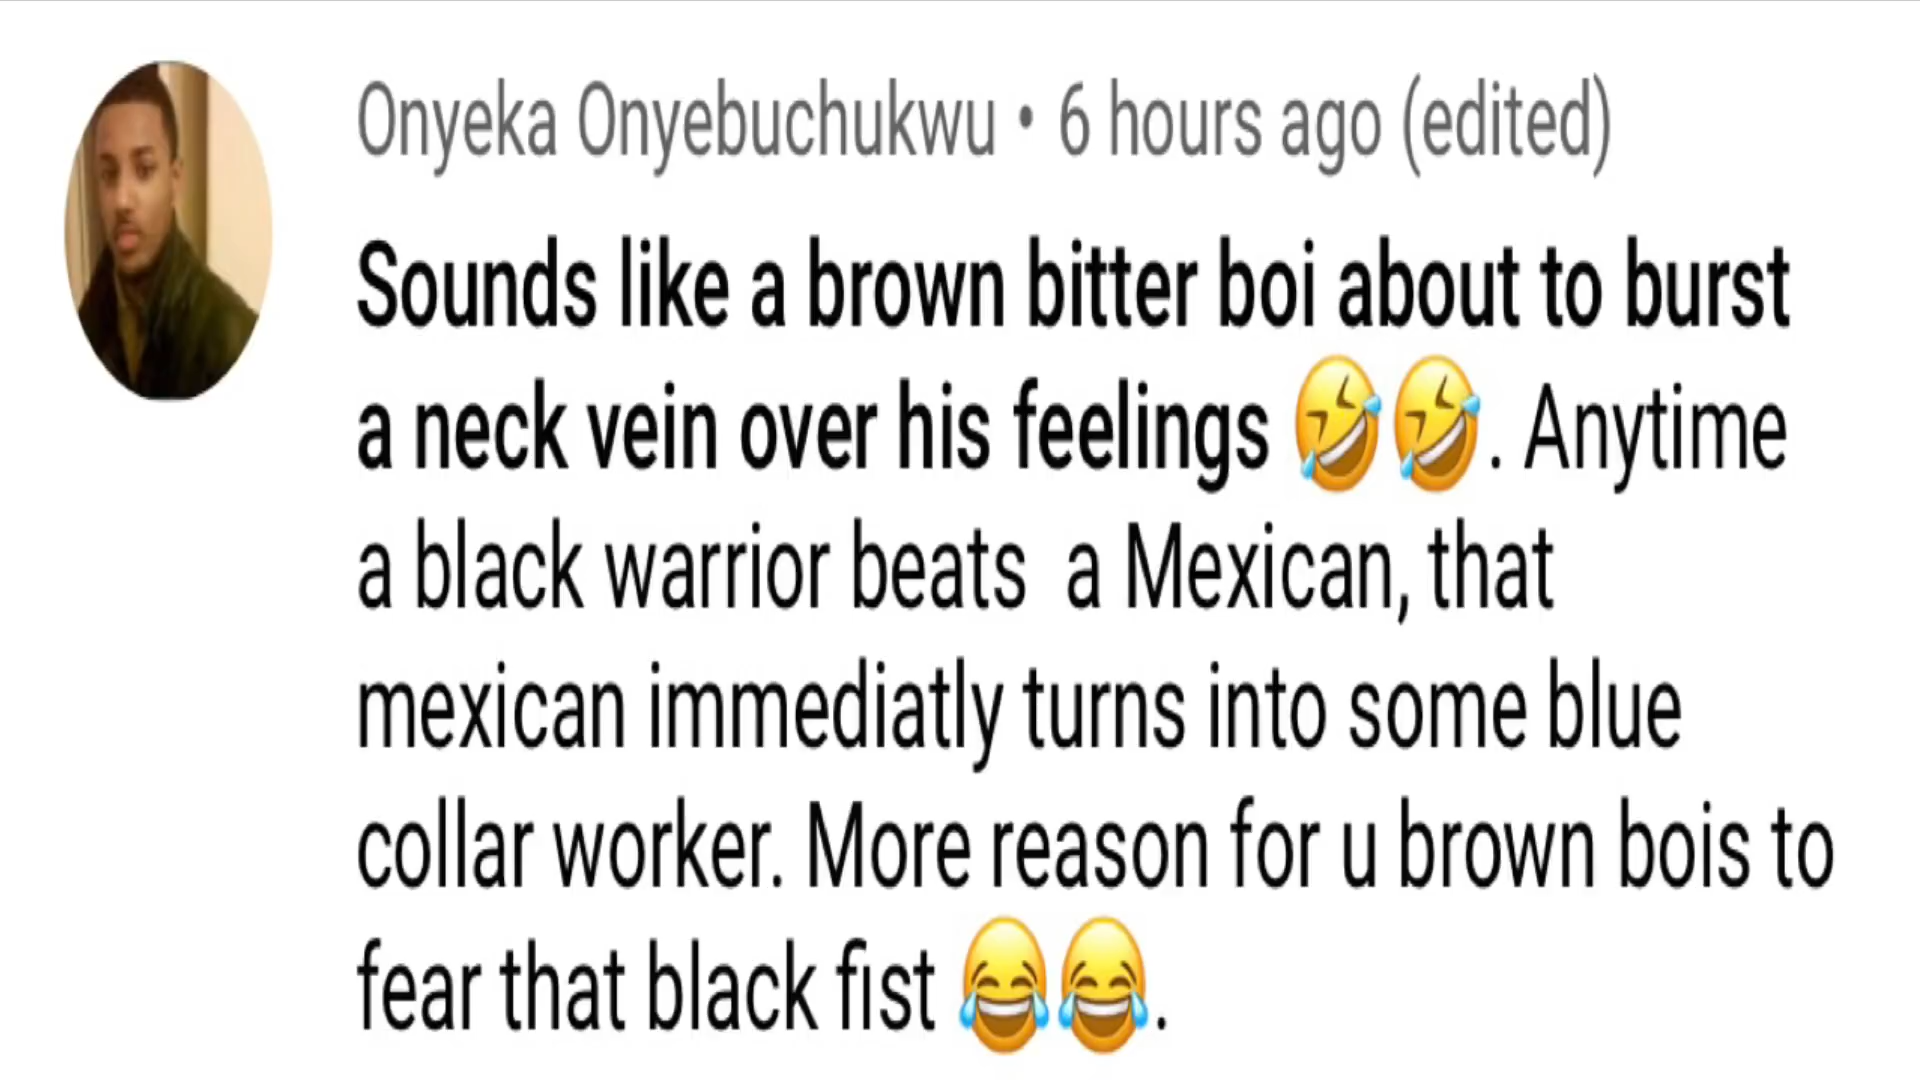 Onyeka Onyebuchukwu • 6 hours ago (edited)
Sounds like a brown bitter boi about to burst
a neck vein over his feelings 🤣🤣. Anytime
a black warrior beats  a Mexican, that
mexican immediatly turns into some blue
collar worker. More reason for u brown bois to
fear that black fist 😂😂.